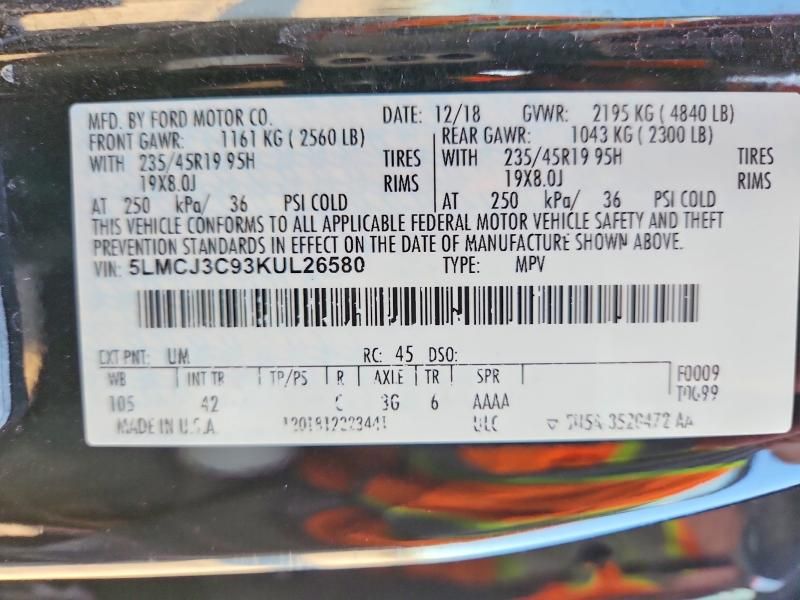 MFD. BY FORD MOTOR CO. DATE: 12/18 GVWR: 2195 KG (4840 LB)
FRONT GAWR: 1161 KG (2560 LB) REAR GAWR: 1043 KG (2300 LB)
WITH 235/45R19 95H TIRES WITH 235/45R19 95H TIRES
19X8.0J RIMS 19X8.0J RIMS
AT 250 kPa/ 36 PSI COLD AT 250 kPa/ 36 PSI COLD
THIS VEHICLE CONFORMS TO ALL APPLICABLE FEDERAL MOTOR VEHICLE SAFETY AND THEFT
PREVENTION STANDARDS IN EFFECT ON THE DATE OF MANUFACTURE SHOWN ABOVE.
VIN: 5LMCJ3C93KUL26580 TYPE: MPV
EXT PNT: UM RC: 45 DSO:
WB INT TR TP/PS R AXLE TR SPR F0009
105 42 C 3G 6 AAAA
MADE IN U.S.A. ULC